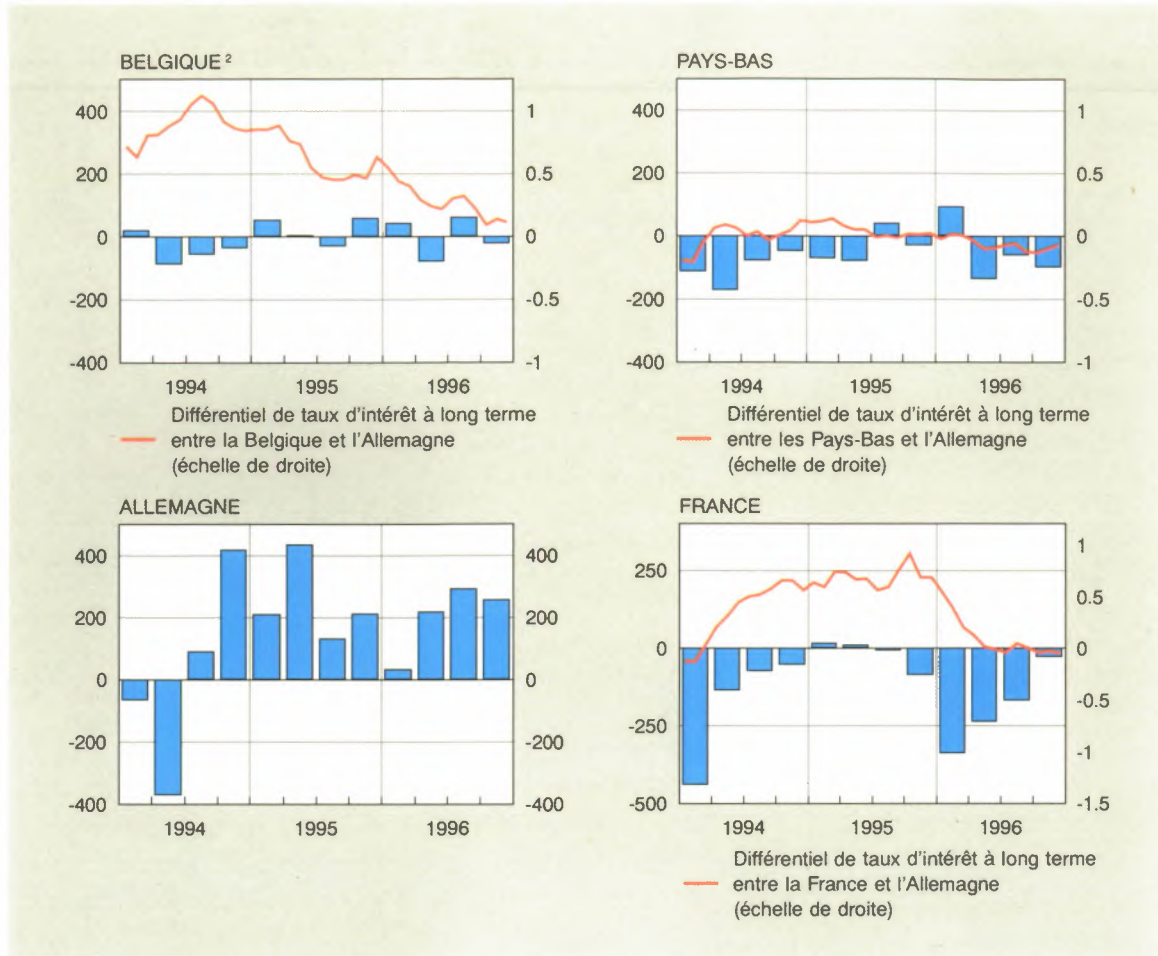 BELGIQUE ²
400
200
0
-200
-400
1
0.5
0
-0.5
-1
1994 1995 1996
Différentiel de taux d'intérêt à long terme
entre la Belgique et l'Allemagne
(échelle de droite)
PAYS-BAS
400
200
0
-200
-400
1
0.5
0
-0.5
-1
1994 1995 1996
Différentiel de taux d'intérêt à long terme
entre les Pays-Bas et l'Allemagne
(échelle de droite)
ALLEMAGNE
400
200
0
-200
-400
400
200
0
-200
-400
1994 1995 1996
FRANCE
250
0
-250
-500
1
0.5
0
-0.5
-1
-1.5
1994 1995 1996
Différentiel de taux d'intérêt à long terme
entre la France et l'Allemagne
(échelle de droite)